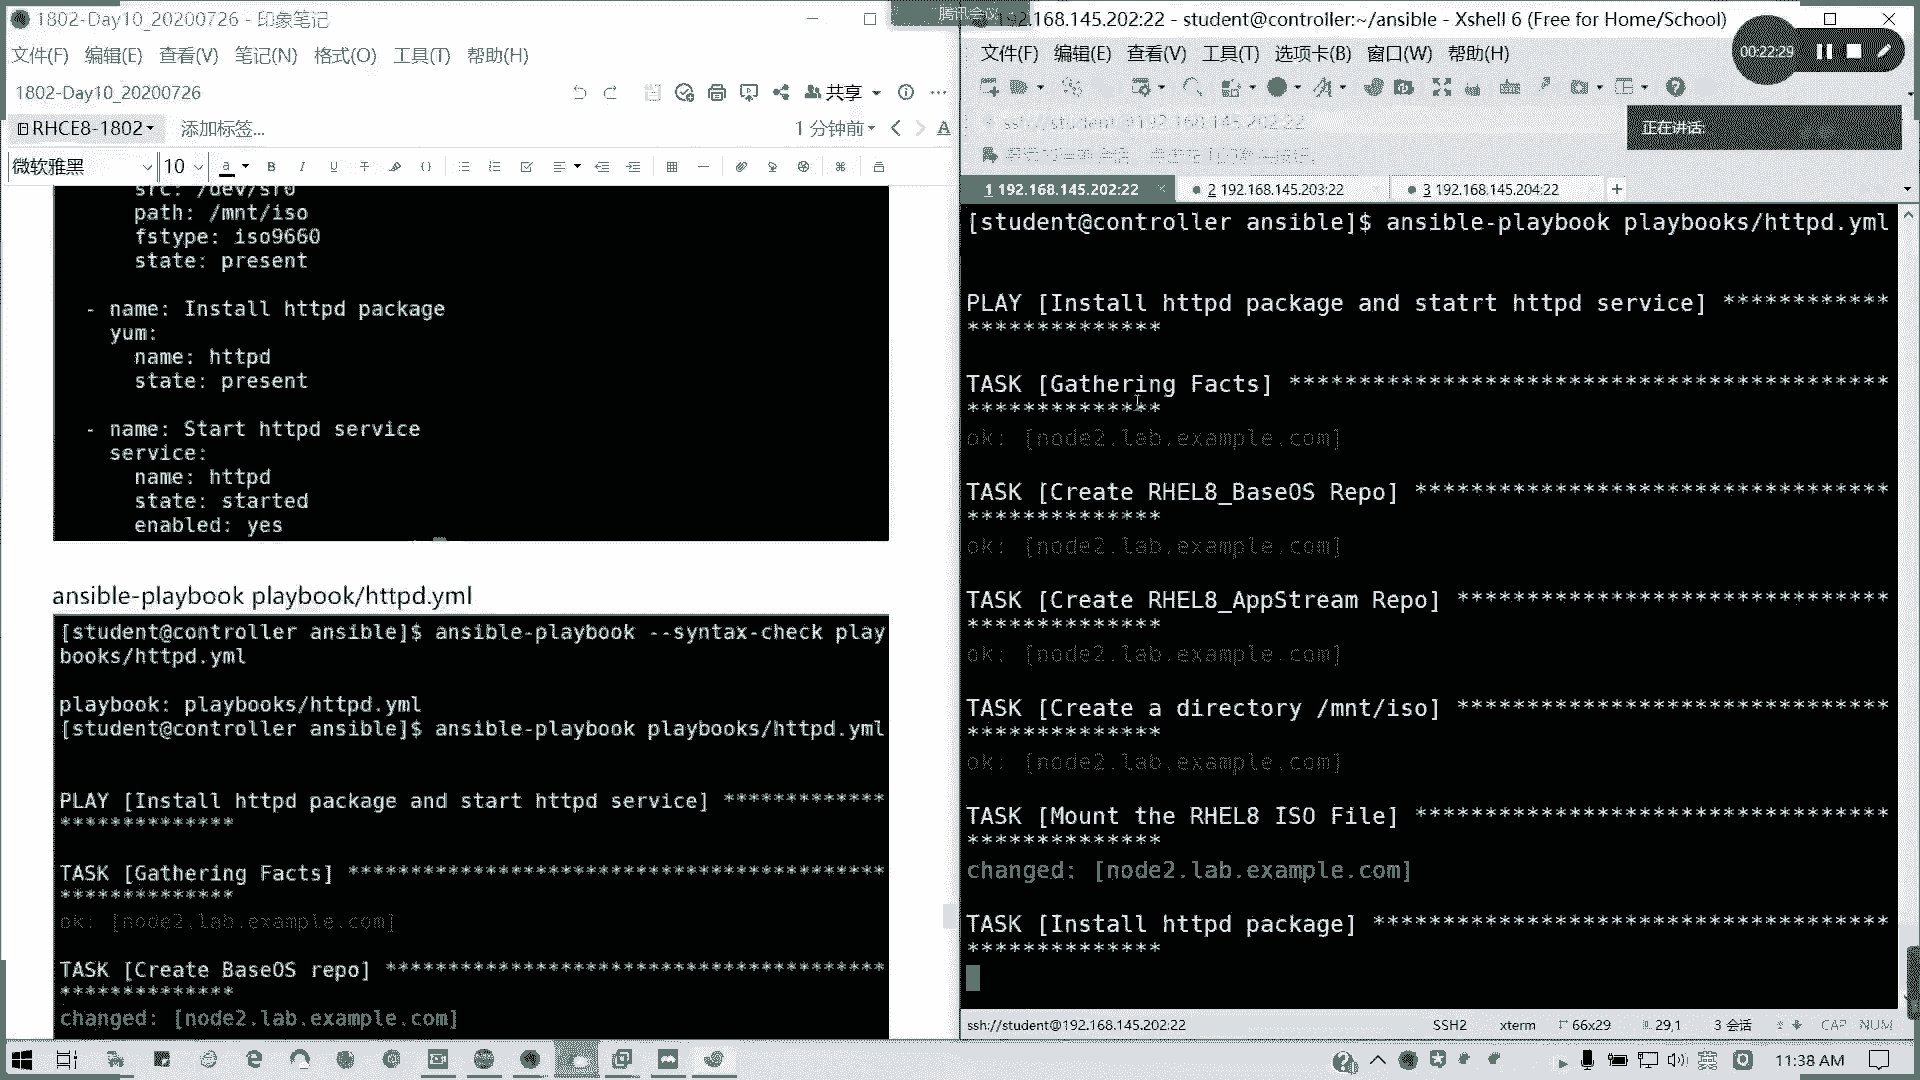 1802-Day10_20200726 - 印象笔记
文件(F) 编辑(E) 查看(V) 笔记(N) 格式(O) 工具(T) 帮助(H)
1802-Day10_20200726
共享
RHCE8-1802
添加标签...
1 分钟前
微软雅黑
10
src: /dev/sr0
path: /mnt/iso
fstype: iso9660
state: present
- name: Install httpd package
yum:
name: httpd
state: present
- name: Start httpd service
service:
name: httpd
state: started
enabled: yes
ansible-playbook playbook/httpd.yml
[student@controller ansible]$ ansible-playbook --syntax-check play
books/httpd.yml
playbook: playbooks/httpd.yml
[student@controller ansible]$ ansible-playbook playbooks/httpd.yml
PLAY [Install httpd package and start httpd service] *************
**************
TASK [Gathering Facts] *******************************************
**************
ok: [node2.lab.example.com]
TASK [Create BaseOS repo] ****************************************
**************
changed: [node2.lab.example.com]
腾讯会议
192.168.145.202:22 - student@controller:~/ansible - Xshell 6 (Free for Home/School)
文件(F) 编辑(E) 查看(V) 工具(T) 选项卡(B) 窗口(W) 帮助(H)
00:22:29
ssh://student@192.168.145.202:22
正在讲话:
1 192.168.145.202:22
2 192.168.145.203:22
3 192.168.145.204:22
[student@controller ansible]$ ansible-playbook playbooks/httpd.yml
PLAY [Install httpd package and statrt httpd service] ************
**************
TASK [Gathering Facts] *******************************************
**************
ok: [node2.lab.example.com]
TASK [Create RHEL8_BaseOS Repo] **********************************
**************
ok: [node2.lab.example.com]
TASK [Create RHEL8_AppStream Repo] *******************************
**************
ok: [node2.lab.example.com]
TASK [Create a directory /mnt/iso] *******************************
**************
ok: [node2.lab.example.com]
TASK [Mount the RHEL8 ISO File] **********************************
**************
changed: [node2.lab.example.com]
TASK [Install httpd package] *************************************
**************
ssh://student@192.168.145.202:22
SSH2
xterm
66x29
29,1
3 会话
CAP NUM
英
11:38 AM